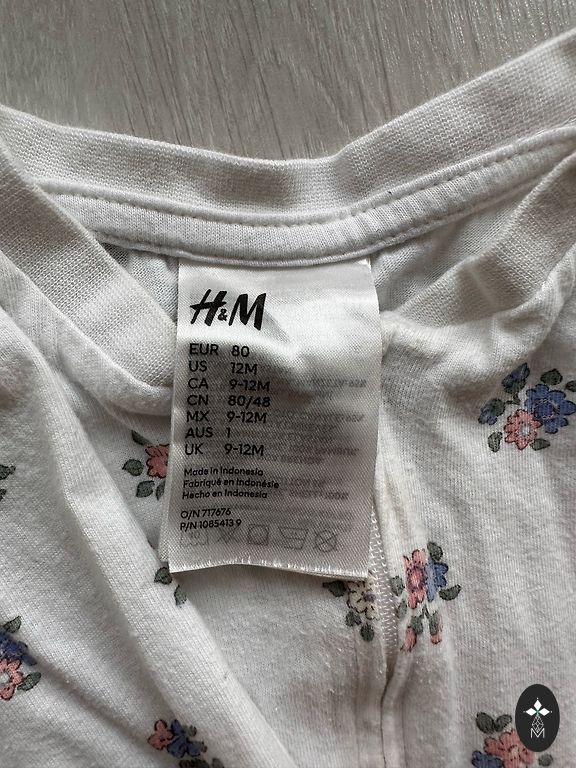 H&M
EUR 80
US 12M
CA 9-12M
CN 80/48
MX 9-12M
AUS 1
UK 9-12M
Made in Indonesia
Fabriqué en Indonésie
Hecho en Indonesia
O/N 717676
P/N 1085413 9